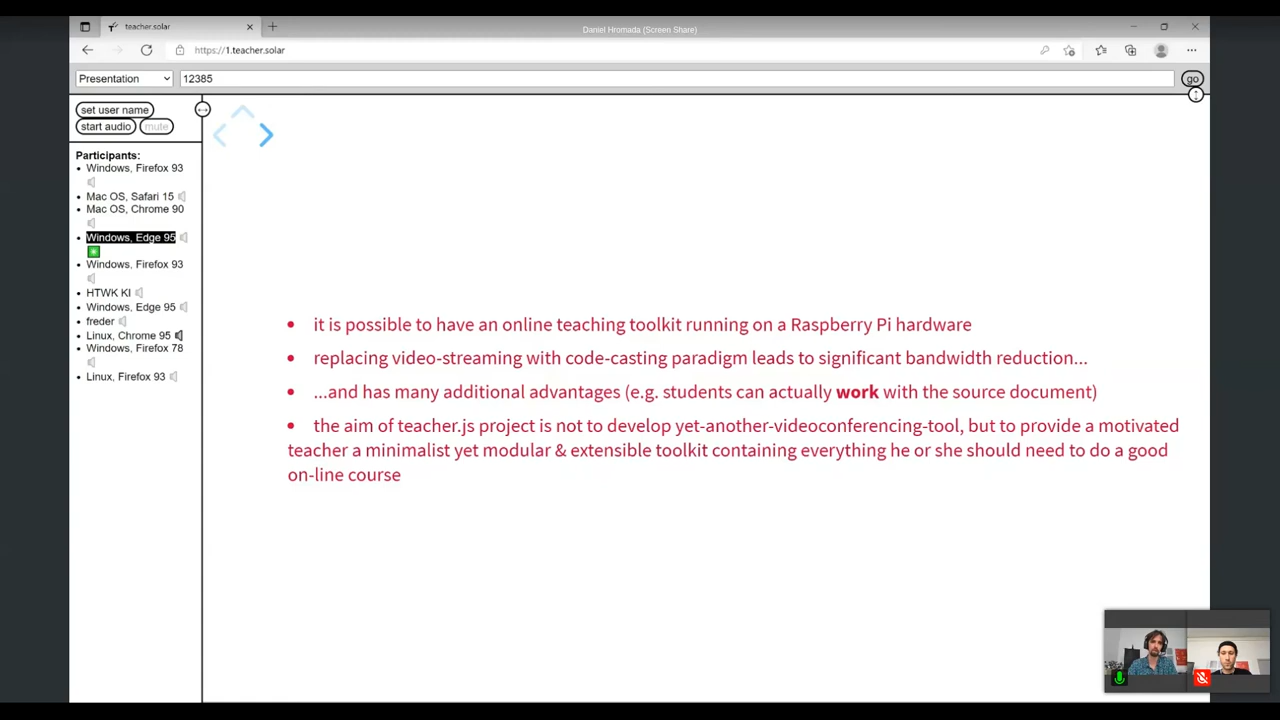 teacher.solar
Daniel Hromada (Screen Share)
https://1.teacher.solar
Presentation
12385
go
set user name
start audio
mute
Participants:
• Windows, Firefox 93
• Mac OS, Safari 15
• Mac OS, Chrome 90
• Windows, Edge 95
• Windows, Firefox 93
• HTWK KI
• Windows, Edge 95
• freder
• Linux, Chrome 95
• Windows, Firefox 78
• Linux, Firefox 93
• it is possible to have an online teaching toolkit running on a Raspberry Pi hardware
• replacing video-streaming with code-casting paradigm leads to significant bandwidth reduction...
• ...and has many additional advantages (e.g. students can actually work with the source document)
• the aim of teacher.js project is not to develop yet-another-videoconferencing-tool, but to provide a motivated
teacher a minimalist yet modular & extensible toolkit containing everything he or she should need to do a good
on-line course